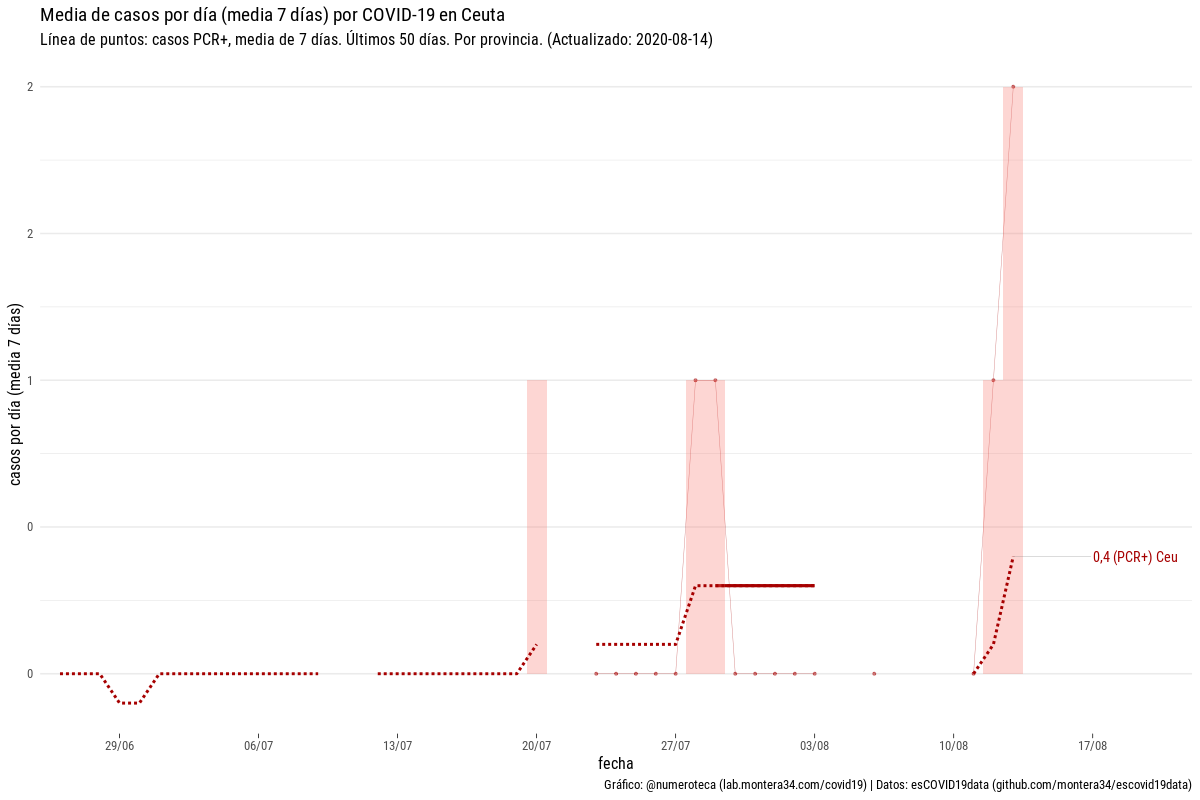 Media de casos por día (media 7 días) por COVID-19 en Ceuta
Línea de puntos: casos PCR+, media de 7 días. Últimos 50 días. Por provincia. (Actualizado: 2020-08-14)
casos por día (media 7 días)
2
2
1
0
0
0,4 (PCR+) Ceu
29/06 06/07 13/07 20/07 27/07 03/08 10/08 17/08
fecha
Gráfico: @numeroteca (lab.montera34.com/covid19) | Datos: esCOVID19data (github.com/montera34/escovid19data)